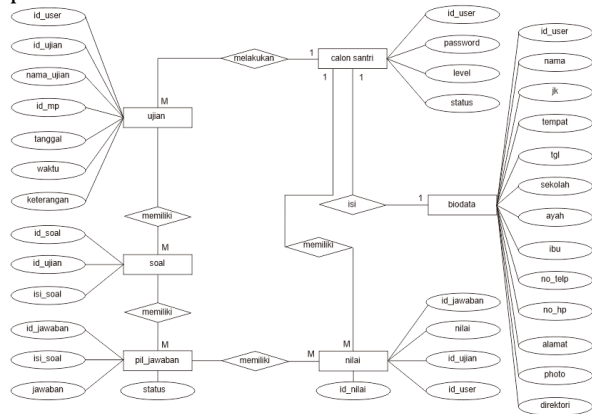 id_user
id_ujian
nama_ujian
id_mp
tanggal
waktu
keterangan
ujian
M
melakukan
1
calon santri
1
1
id_user
password
level
status
id_user
nama
jk
tempat
tgl
sekolah
ayah
ibu
no_telp
no_hp
alamat
photo
direktori
biodata
1
isi
memiliki
memiliki
M
soal
id_soal
id_ujian
isi_soal
memiliki
M
pil_jawaban
id_jawaban
isi_soal
jawaban
status
M
memiliki
M
M
nilai
id_jawaban
nilai
id_ujian
id_user
id_nilai